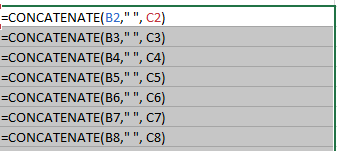 =CONCATENATE(B2," ", C2)
=CONCATENATE(B3," ", C3)
=CONCATENATE(B4," ", C4)
=CONCATENATE(B5," ", C5)
=CONCATENATE(B6," ", C6)
=CONCATENATE(B7," ", C7)
=CONCATENATE(B8," ", C8)